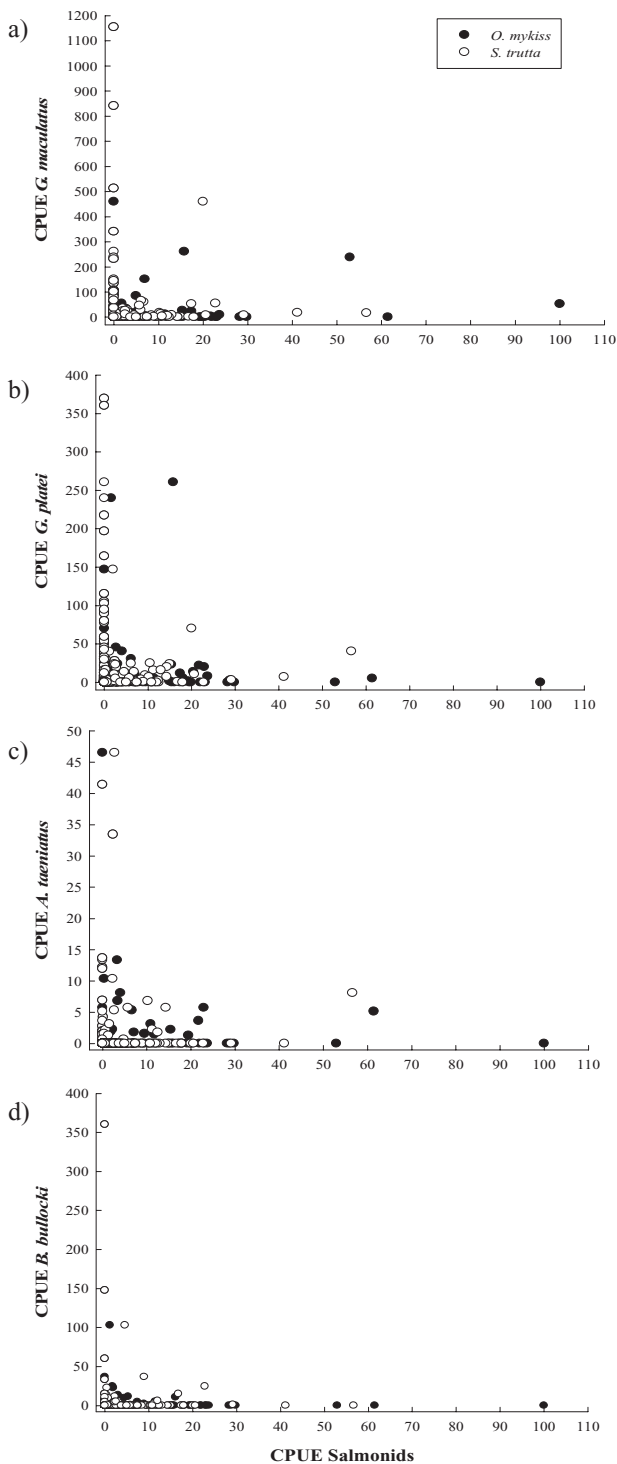 a)
O. mykiss
S. trutta
CPUE G. maculatus
1200
1100
1000
900
800
700
600
500
400
300
200
100
0
0 10 20 30 40 50 60 70 80 90 100 110
b)
CPUE G. platei
400
350
300
250
200
150
100
50
0
0 10 20 30 40 50 60 70 80 90 100 110
c)
CPUE A. taeniatus
50
45
40
35
30
25
20
15
10
5
0
0 10 20 30 40 50 60 70 80 90 100 110
d)
CPUE B. bullocki
400
350
300
250
200
150
100
50
0
0 10 20 30 40 50 60 70 80 90 100 110
CPUE Salmonids